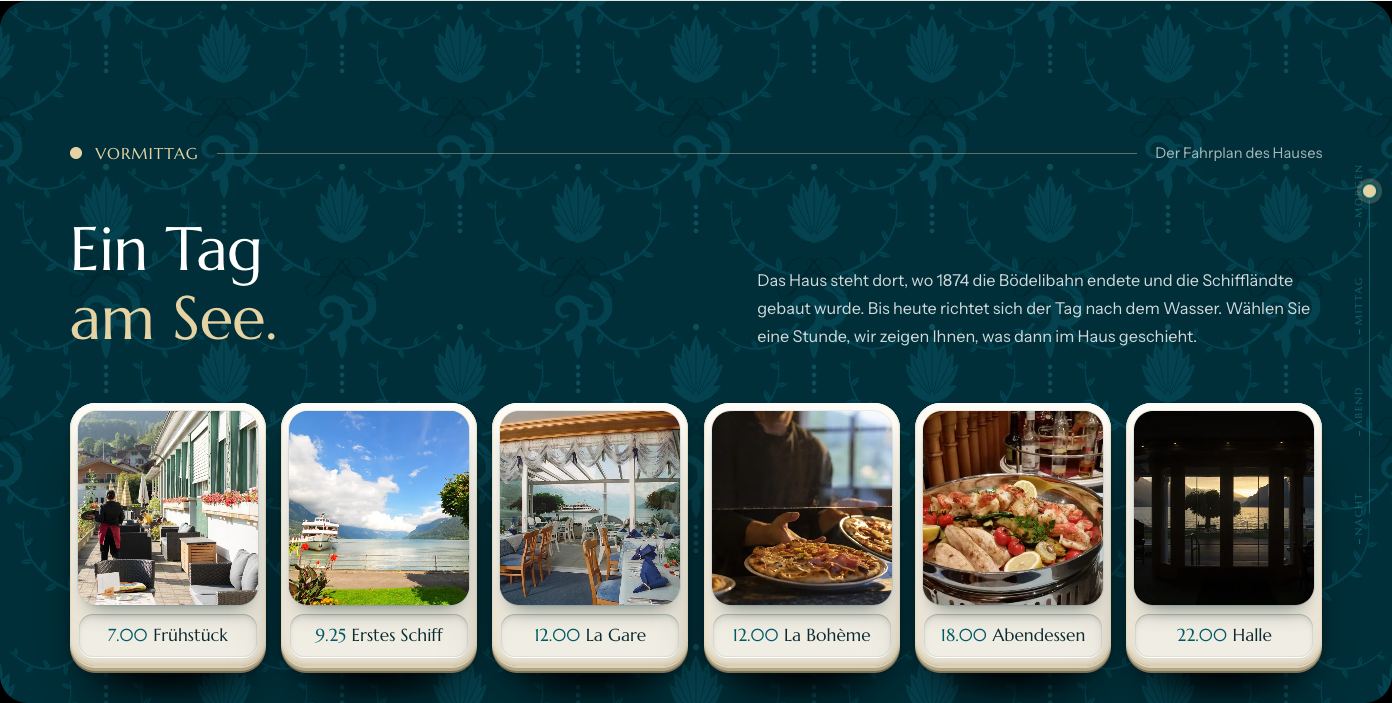 VORMITTAG
Der Fahrplan des Hauses
Ein Tag
am See.
Das Haus steht dort, wo 1874 die Bödelibahn endete und die Schiffländte
gebaut wurde. Bis heute richtet sich der Tag nach dem Wasser. Wählen Sie
eine Stunde, wir zeigen Ihnen, was dann im Haus geschieht.
7.00 Frühstück
9.25 Erstes Schiff
12.00 La Gare
12.00 La Bohème
18.00 Abendessen
22.00 Halle
– MORGEN
– MITTAG
– ABEND
– NACHT